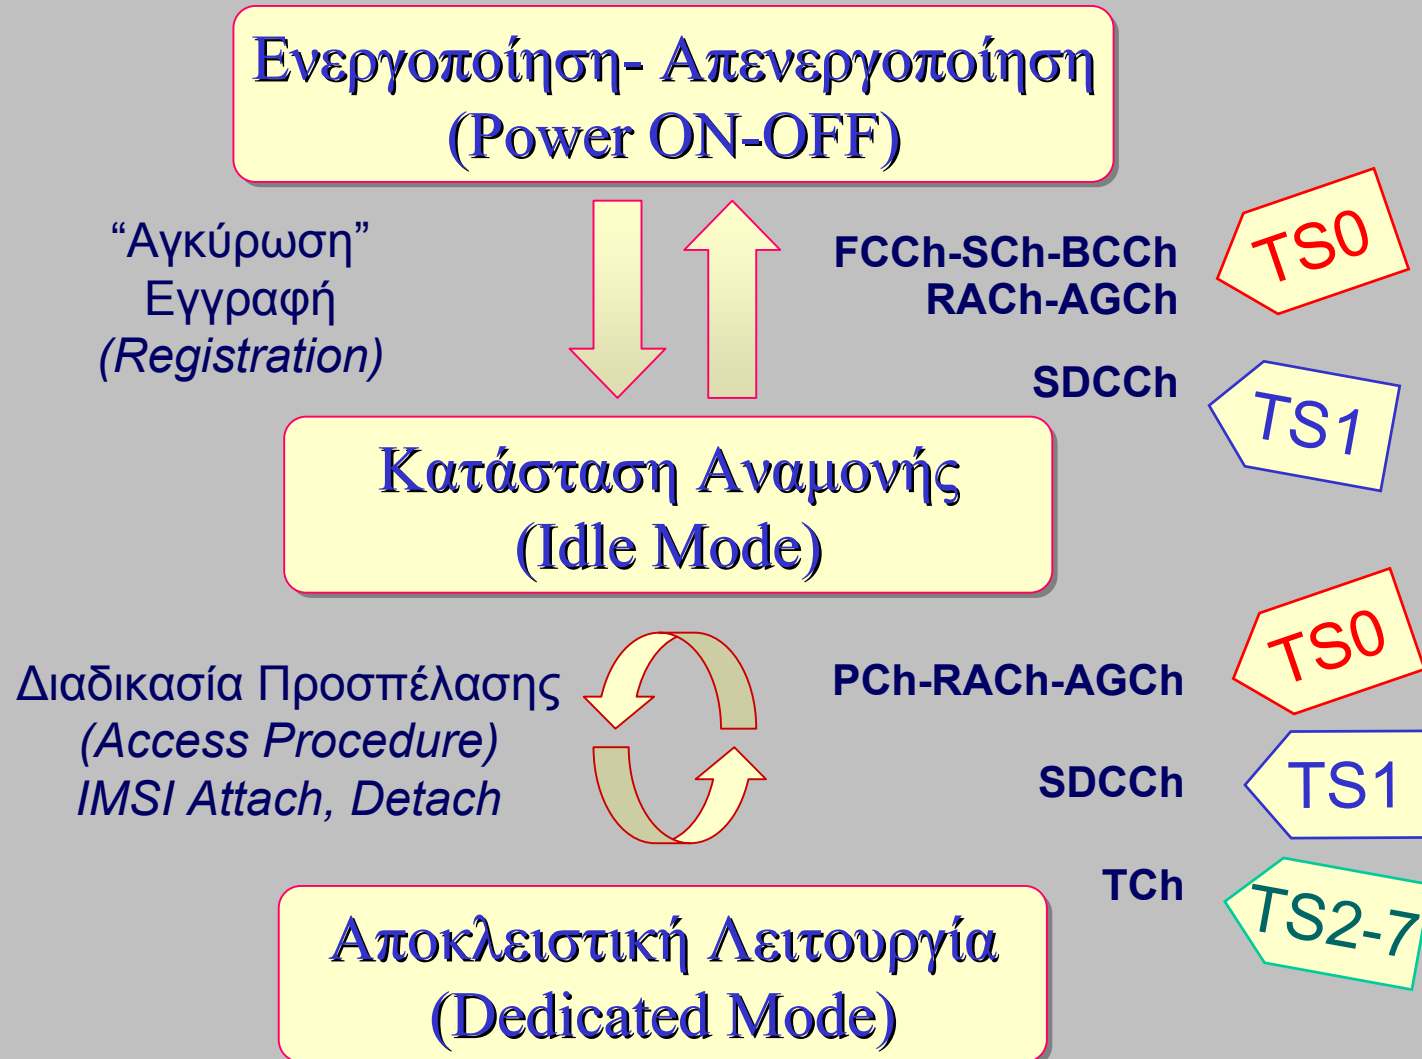 Ενεργοποίηση- Απενεργοποίηση
(Power ON-OFF)
“Αγκύρωση”
Εγγραφή
(Registration)
FCCh-SCh-BCCh
RACh-AGCh
TS0
SDCCh
TS1
Κατάσταση Αναμονής
(Idle Mode)
Διαδικασία Προσπέλασης
(Access Procedure)
IMSI Attach, Detach
PCh-RACh-AGCh
TS0
SDCCh
TS1
TCh
TS2-7
Αποκλειστική Λειτουργία
(Dedicated Mode)